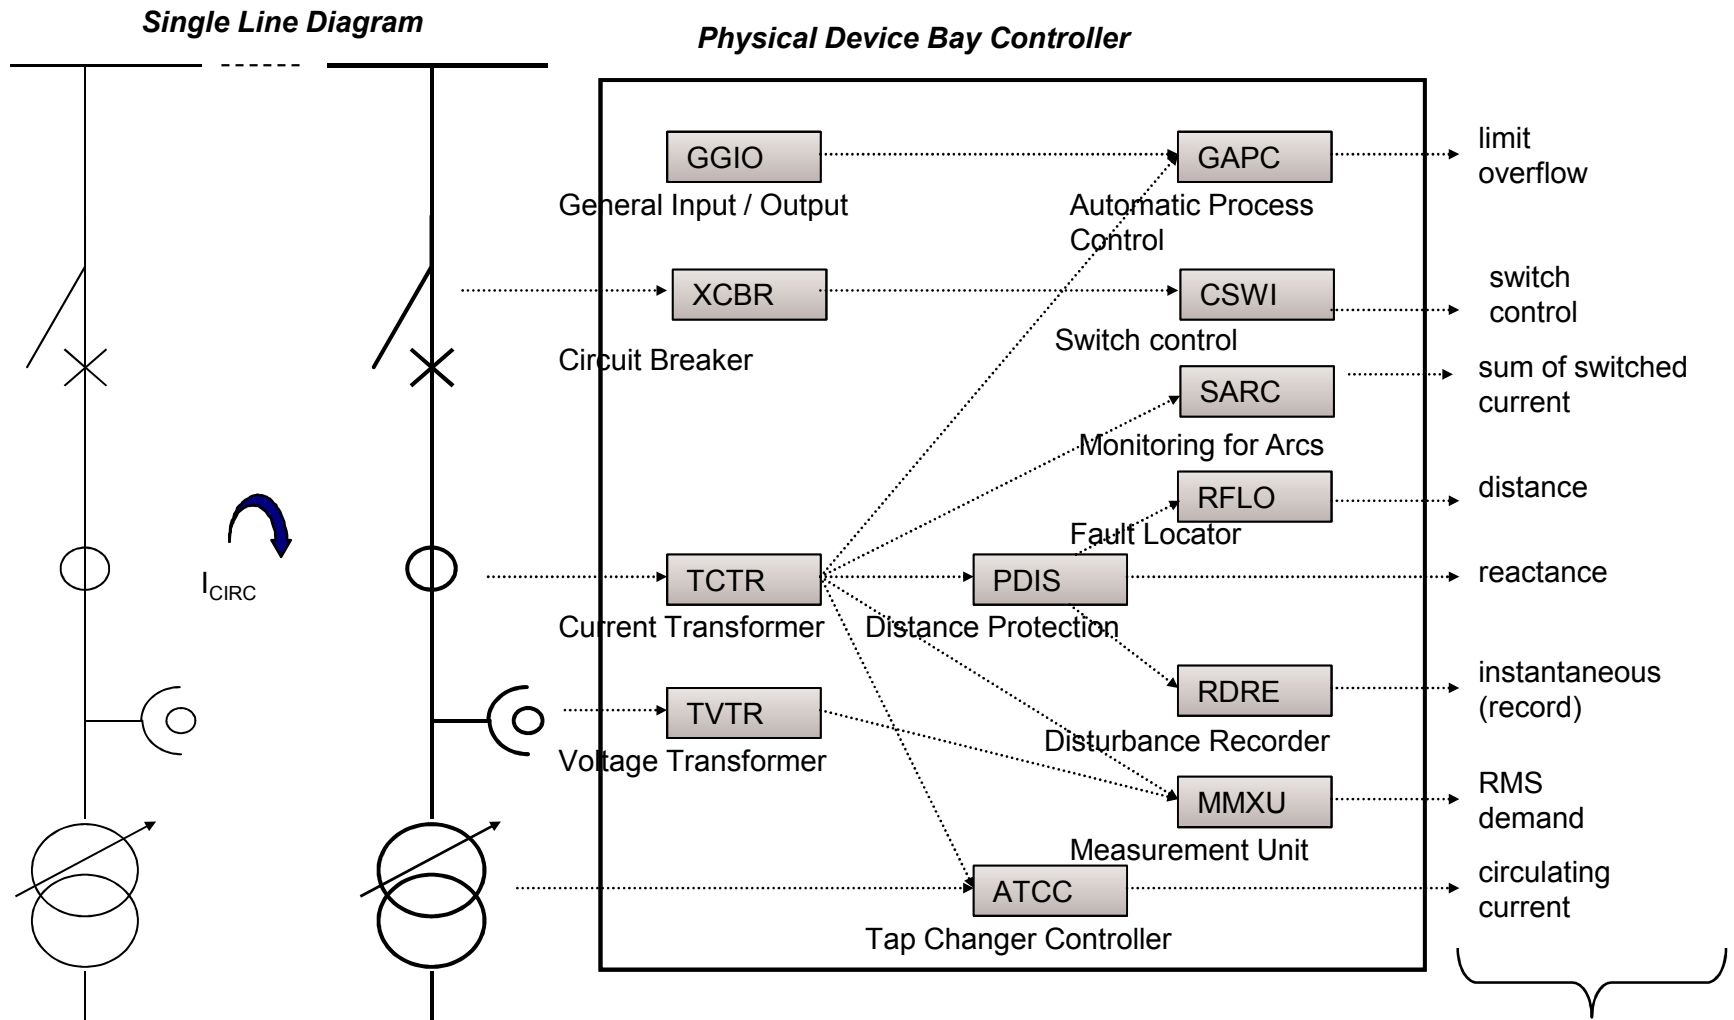 Single Line Diagram
Physical Device Bay Controller
GGIO
General Input / Output
GAPC
Automatic Process
Control
limit
overflow
XCBR
Circuit Breaker
CSWI
Switch control
switch
control
SARC
Monitoring for Arcs
sum of switched
current
RFLO
Fault Locator
distance
I CIRC
TCTR
Current Transformer
PDIS
Distance Protection
reactance
RDRE
Disturbance Recorder
instantaneous
(record)
TVTR
Voltage Transformer
MMXU
Measurement Unit
RMS
demand
ATCC
Tap Changer Controller
circulating
current